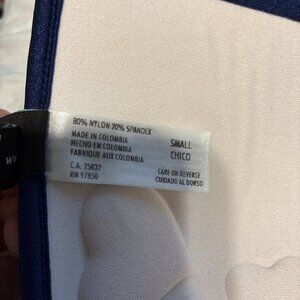 80% NYLON 20% SPANDEX
MADE IN COLOMBIA
HECHO EN COLOMBIA
FABRIQUE AUX COLOMBIA
C.A. 25837
RN 97850
SMALL
CHICO
CARE ON REVERSE
CUIDADO AL DORSO